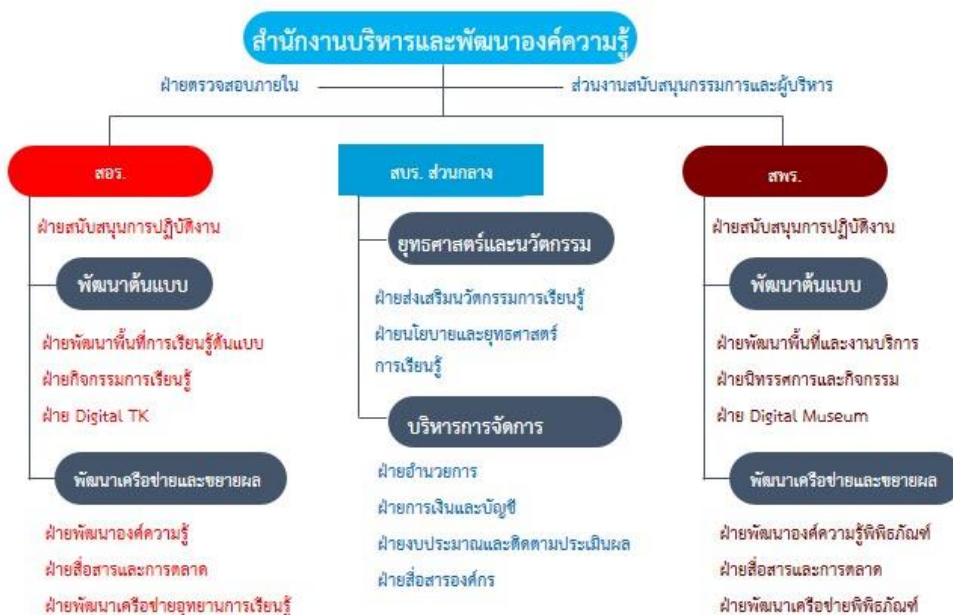 สำนักงานบริหารและพัฒนาองค์ความรู้
ฝ่ายตรวจสอบภายใน
ส่วนงานสนับสนุนกรรมการและผู้บริหาร
สอร.
ฝ่ายสนับสนุนการปฏิบัติงาน
พัฒนาต้นแบบ
ฝ่ายพัฒนาพื้นที่การเรียนรู้ต้นแบบ
ฝ่ายกิจกรรมการเรียนรู้
ฝ่าย Digital TK
พัฒนาเครือข่ายและขยายผล
ฝ่ายพัฒนาองค์ความรู้
ฝ่ายสื่อสารและการตลาด
ฝ่ายพัฒนาเครือข่ายอุทยานการเรียนรู้
สบร. ส่วนกลาง
ยุทธศาสตร์และนวัตกรรม
ฝ่ายส่งเสริมนวัตกรรมการเรียนรู้
ฝ่ายนโยบายและยุทธศาสตร์
การเรียนรู้
บริหารการจัดการ
ฝ่ายอำนวยการ
ฝ่ายการเงินและบัญชี
ฝ่ายงบประมาณและติดตามประเมินผล
ฝ่ายสื่อสารองค์กร
สพร.
ฝ่ายสนับสนุนการปฏิบัติงาน
พัฒนาต้นแบบ
ฝ่ายพัฒนาพื้นที่และงานบริการ
ฝ่ายนิทรรศการและกิจกรรม
ฝ่าย Digital Museum
พัฒนาเครือข่ายและขยายผล
ฝ่ายพัฒนาองค์ความรู้พิพิธภัณฑ์
ฝ่ายสื่อสารและการตลาด
ฝ่ายพัฒนาเครือข่ายพิพิธภัณฑ์